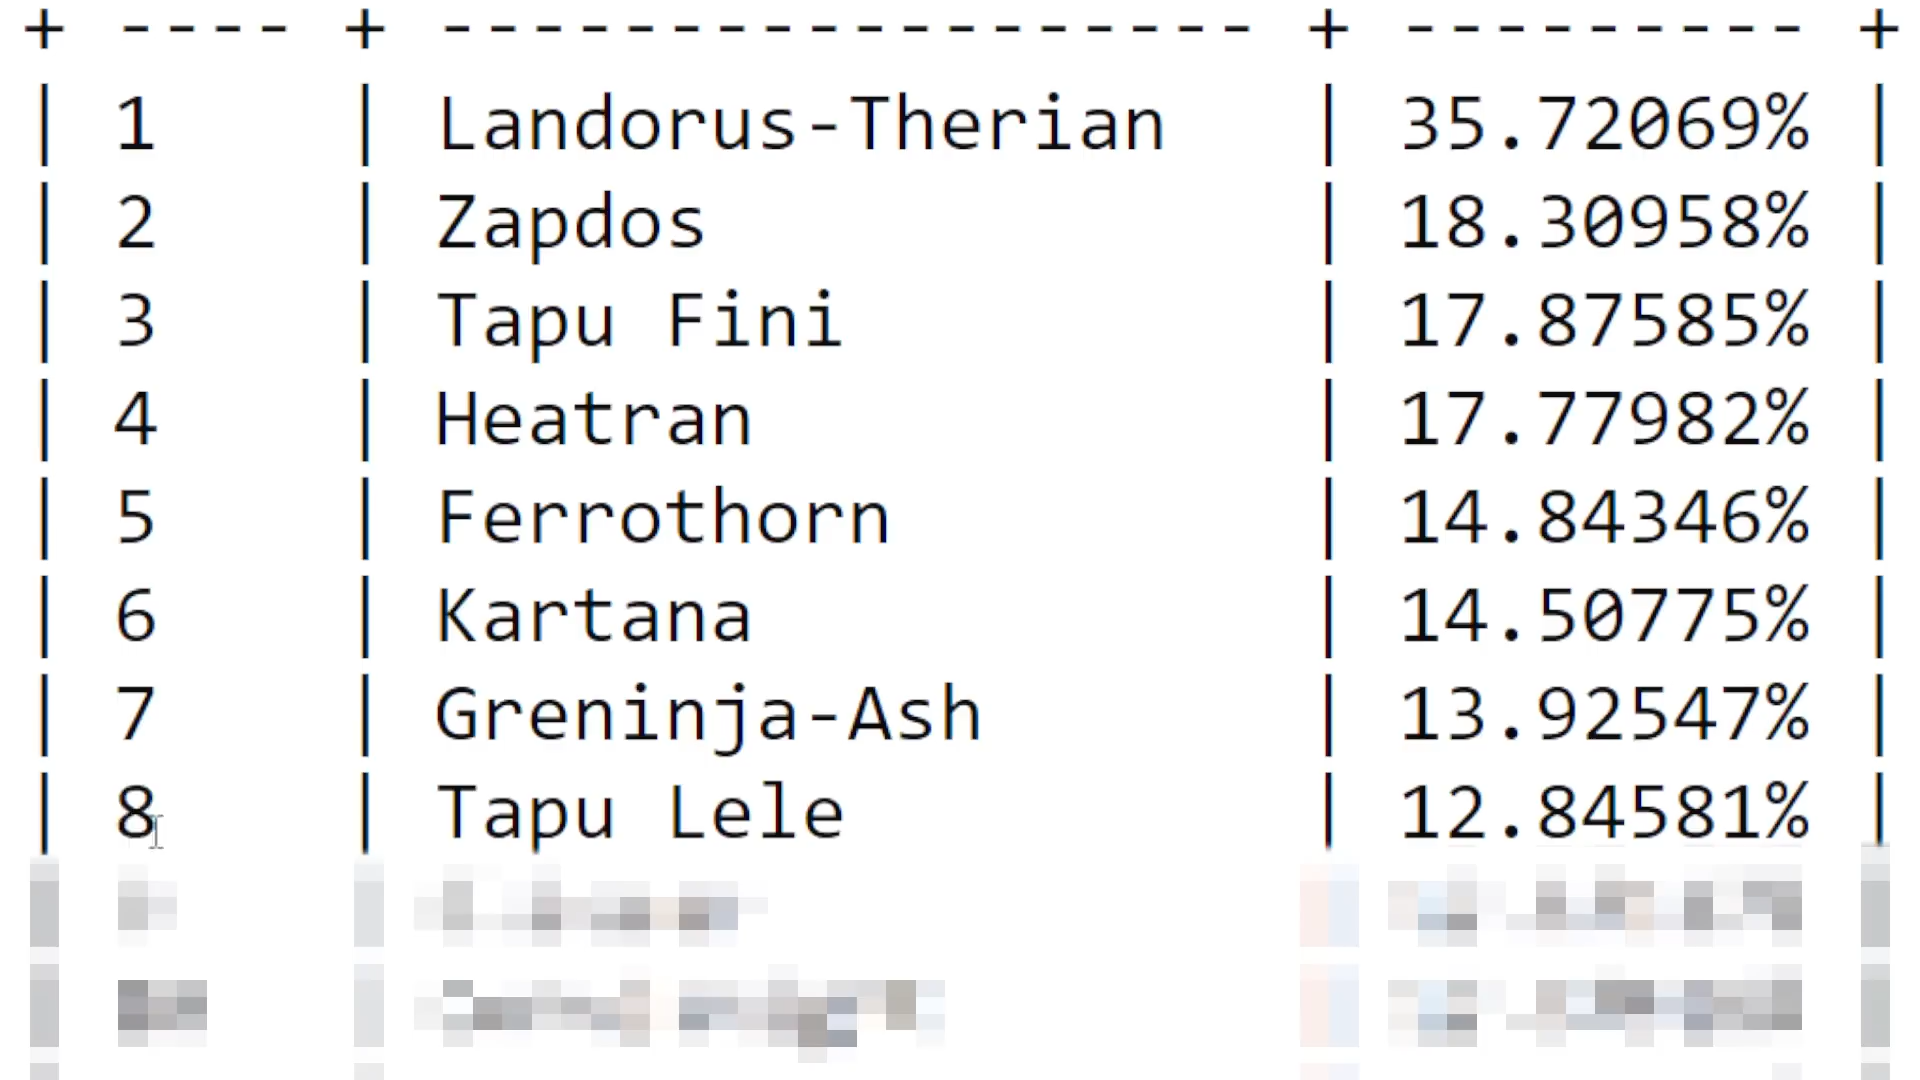 + ---- + ------------------ + --------- +
| 1 | Landorus-Therian | 35.72069% |
| 2 | Zapdos | 18.30958% |
| 3 | Tapu Fini | 17.87585% |
| 4 | Heatran | 17.77982% |
| 5 | Ferrothorn | 14.84346% |
| 6 | Kartana | 14.50775% |
| 7 | Greninja-Ash | 13.92547% |
| 8 | Tapu Lele | 12.84581% |